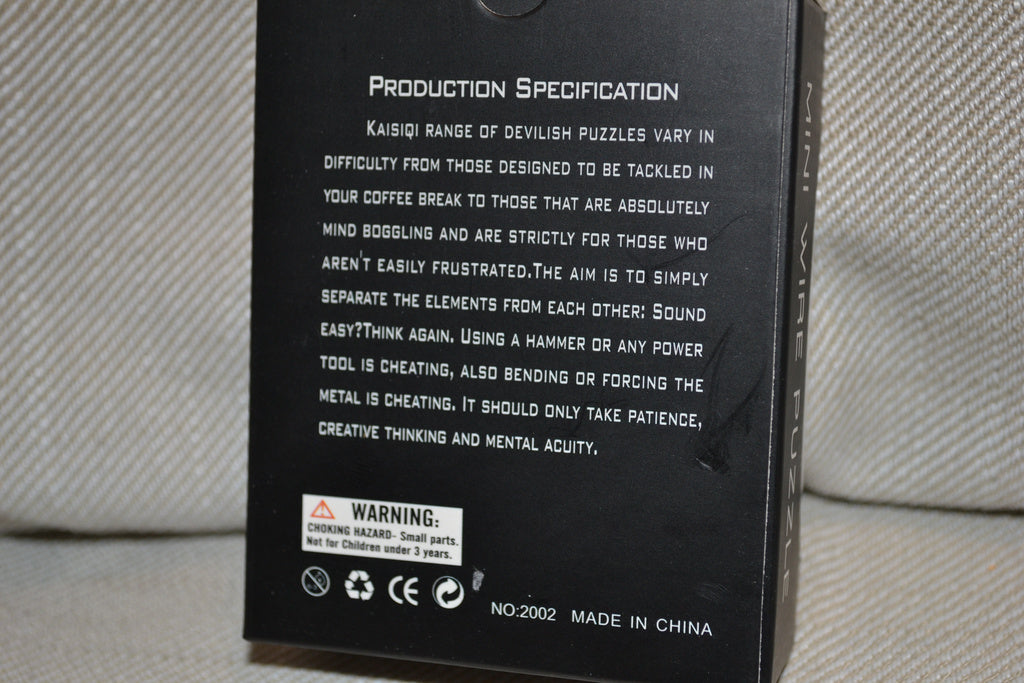 PRODUCTION SPECIFICATION
KAISIQI RANGE OF DEVILISH PUZZLES VARY IN
DIFFICULTY FROM THOSE DESIGNED TO BE TACKLED IN
YOUR COFFEE BREAK TO THOSE THAT ARE ABSOLUTELY
MIND BOGGLING AND ARE STRICTLY FOR THOSE WHO
AREN'T EASILY FRUSTRATED.THE AIM IS TO SIMPLY
SEPARATE THE ELEMENTS FROM EACH OTHER: SOUND
EASY?THINK AGAIN. USING A HAMMER OR ANY POWER
TOOL IS CHEATING, ALSO BENDING OR FORCING THE
METAL IS CHEATING. IT SHOULD ONLY TAKE PATIENCE,
CREATIVE THINKING AND MENTAL ACUITY.
WARNING:
CHOKING HAZARD- Small parts.
Not for Children under 3 years.
CE
NO:2002 MADE IN CHINA
MINI WIRE PUZZLE